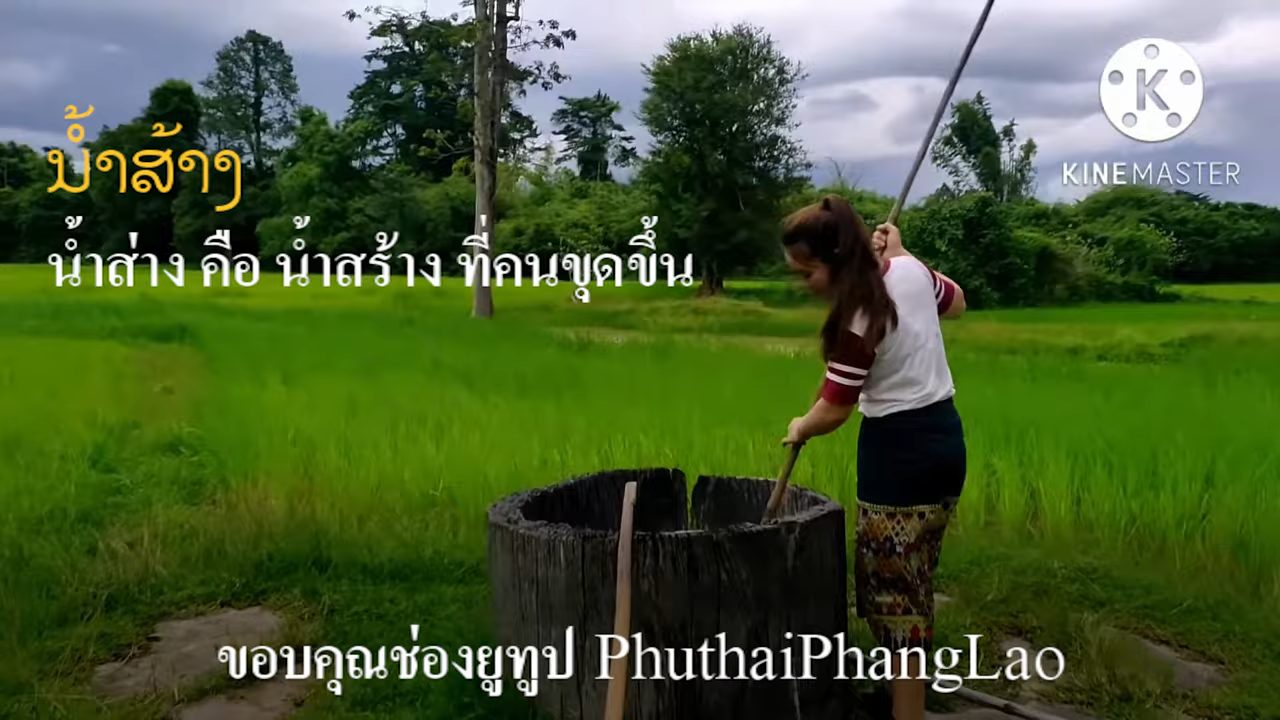 ນ້ຳສ້າງ
น้ำส่าง คือ น้ำสร้าง ที่คนขุดขึ้น
K
KINEMASTER
ขอบคุณช่องยูทูป PhuthaiPhangLao